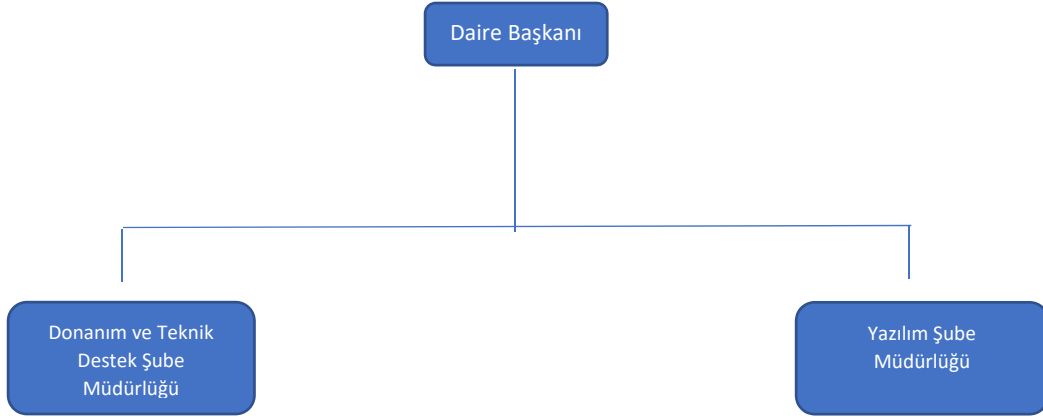 Daire Başkanı
Donanım ve Teknik
Destek Şube
Müdürlüğü
Yazılım Şube
Müdürlüğü